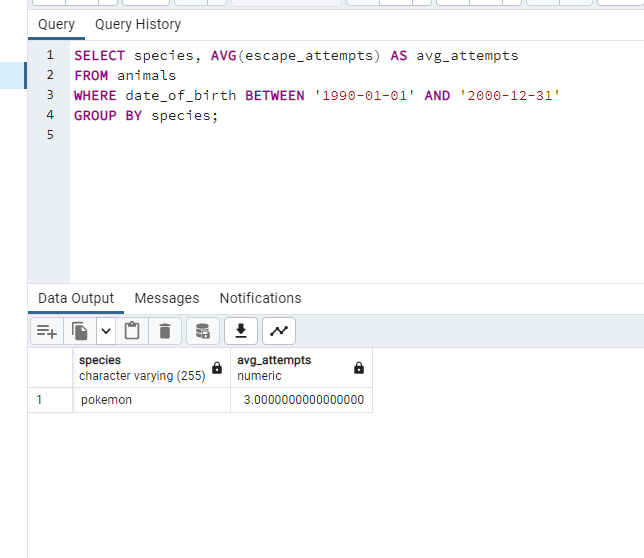 Query Query History
1 SELECT species, AVG(escape_attempts) AS avg_attempts
2 FROM animals
3 WHERE date_of_birth BETWEEN '1990-01-01' AND '2000-12-31'
4 GROUP BY species;
5
Data Output Messages Notifications
species avg_attempts
character varying (255) numeric
1 pokemon 3.0000000000000000